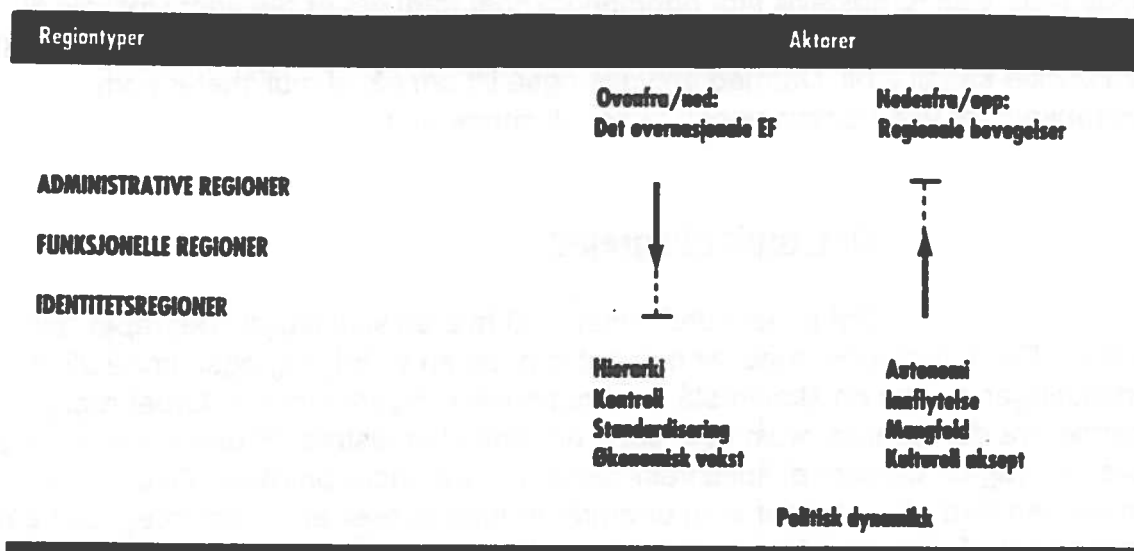 Regiontyper Aktører
Ovenfra/ned: Nedenfra/opp:
Det overnasjonale EF Regionale bevegelser
ADMINISTRATIVE REGIONER
FUNKSJONELLE REGIONER
IDENTITETSREGIONER
Hierarki Autonomi
Kontroll Innflytelse
Standardisering Mangfold
Økonomisk vekst Kulturell aksept
Politisk dynamikk